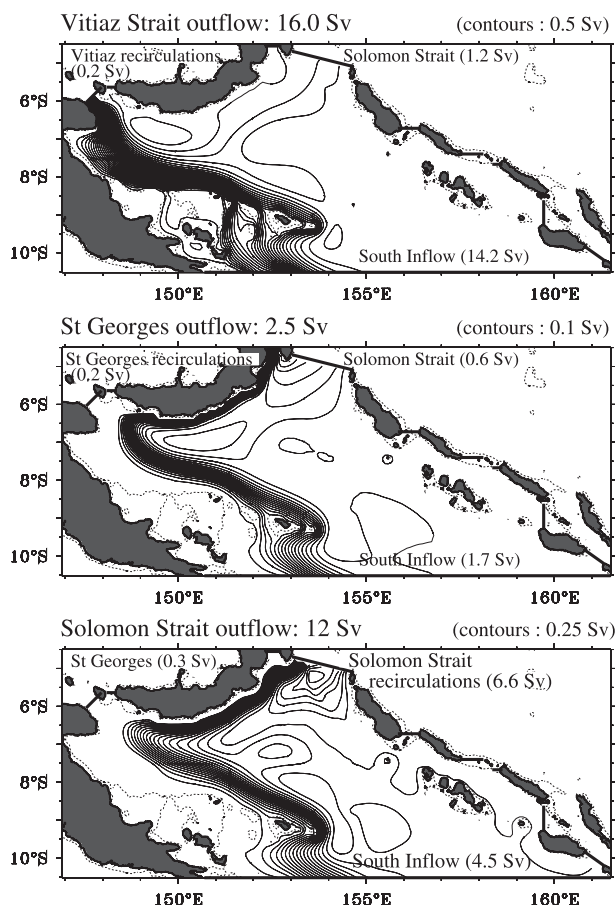 Vitiaz Strait outflow: 16.0 Sv (contours : 0.5 Sv)
Vitiaz recirculations Solomon Strait (1.2 Sv)
(0.2 Sv)
6°S
8°S
10°S
South Inflow (14.2 Sv)
150°E 155°E 160°E
St Georges outflow: 2.5 Sv (contours : 0.1 Sv)
St Georges recirculations Solomon Strait (0.6 Sv)
(0.2 Sv)
6°S
8°S
10°S
South Inflow (1.7 Sv)
150°E 155°E 160°E
Solomon Strait outflow: 12 Sv (contours : 0.25 Sv)
St Georges (0.3 Sv) Solomon Strait
recirculations (6.6 Sv)
6°S
8°S
10°S
South Inflow (4.5 Sv)
150°E 155°E 160°E